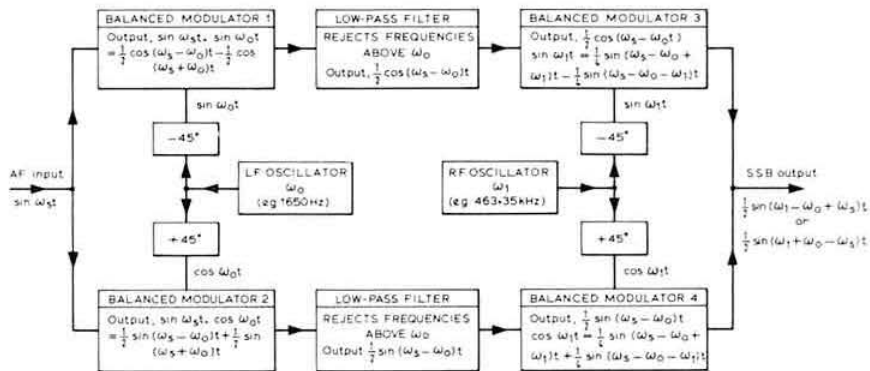 BALANCED MODULATOR 1
Output, sin ωst. sin ω0t
= 1/2 cos (ωs – ω0)t – 1/2 cos
(ωs + ω0)t
LOW-PASS FILTER
REJECTS FREQUENCIES
ABOVE ω0
Output, 1/2 cos (ωs – ω0)t
BALANCED MODULATOR 3
Output, 1/2 cos (ωs – ω0t)
sin ω1t = 1/4 sin (ωs – ω0 +
ω1)t – 1/4 sin (ωs – ω0 – ω1)t
sin ω0t
sin ω1t
–45°
–45°
AF input
sin ωst
LF OSCILLATOR
ω0
(eg 1650Hz)
RF OSCILLATOR
ω1
(eg 463·35kHz)
SSB output
1/2 sin (ω1 – ω0 + ωs)t
or
1/2 sin (ω1 + ω0 – ωs)t
+45°
+45°
cos ω0t
cos ω1t
BALANCED MODULATOR 2
Output, sin ωst. cos ω0t
= 1/2 sin (ωs – ω0)t + 1/2 sin
(ωs + ω0)t
LOW-PASS FILTER
REJECTS FREQUENCIES
ABOVE ω0
Output 1/2 sin (ωs – ω0)t
BALANCED MODULATOR 4
Output, 1/2 sin (ωs – ω0)t
cos ω1t = 1/4 sin (ωs – ω0 +
ω1)t + 1/4 sin (ωs – ω0 – ω1)t